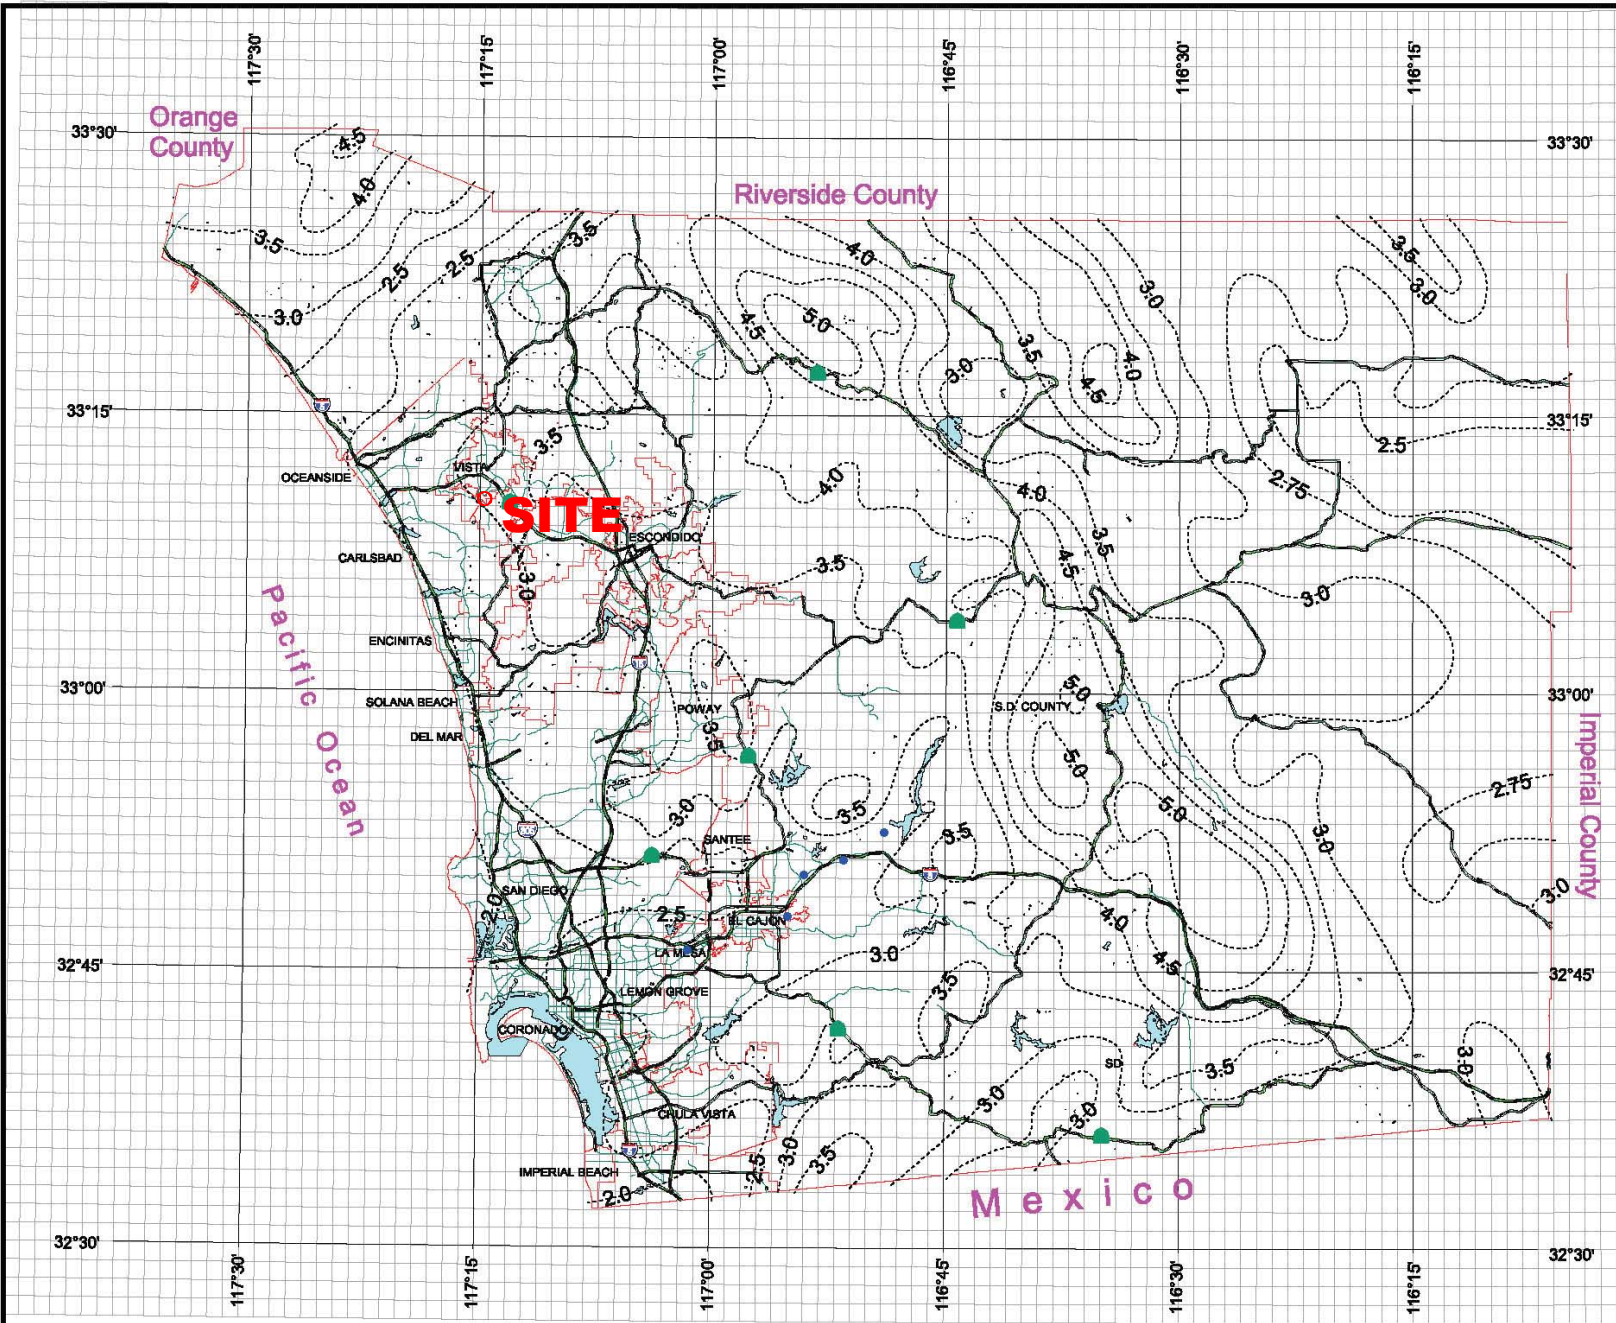 117°30'
117°15'
117°00'
116°45'
116°30'
116°15'
Orange
County
33°30'
33°30'
4.5
4.0
Riverside County
3.5
3.5
4.0
3.5
2.5
2.5
3.0
3.0
3.0
4.5
5.0
3.5
3.0
4.0
4.5
33°15'
33°15'
3.5
2.5
VISTA
OCEANSIDE
4.0
4.0
2.75
SITE
ESCONDIDO
3.5
CARLSBAD
3.5
4.5
3.0
3.0
ENCINITAS
Pacific Ocean
33°00'
33°00'
5.0
SOLANA BEACH
POWAY
S.D. COUNTY
3.5
DEL MAR
5.0
2.75
Imperial County
3.0
3.5
5.0
SANTEE
3.5
3.0
SAN DIEGO
3.0
2.0
2.5
EL CAJON
4.0
LA MESA
3.0
32°45'
4.5
32°45'
LEMON GROVE
3.5
CORONADO
SD
3.5
3.0
3.0
CHULA VISTA
3.0
2.5
3.0
3.5
IMPERIAL BEACH
2.0
Mexico
32°30'
32°30'
117°30'
117°15'
117°00'
116°45'
116°30'
116°15'